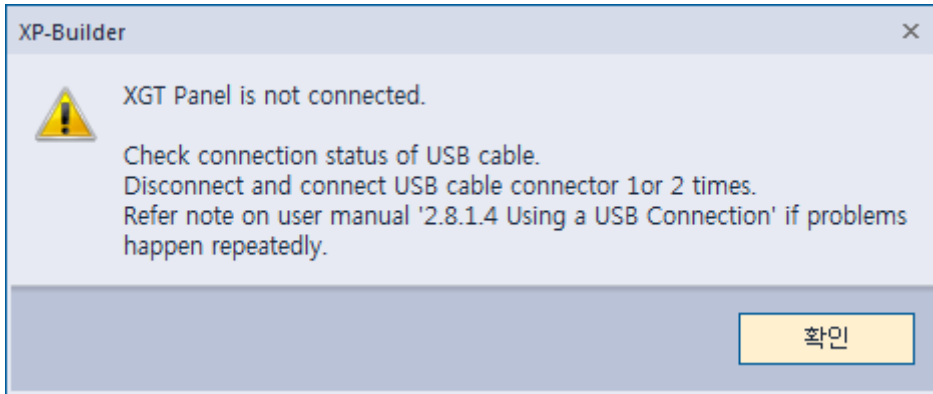 XP-Builder
XGT Panel is not connected.
Check connection status of USB cable.
Disconnect and connect USB cable connector 1or 2 times.
Refer note on user manual '2.8.1.4 Using a USB Connection' if problems
happen repeatedly.
확인